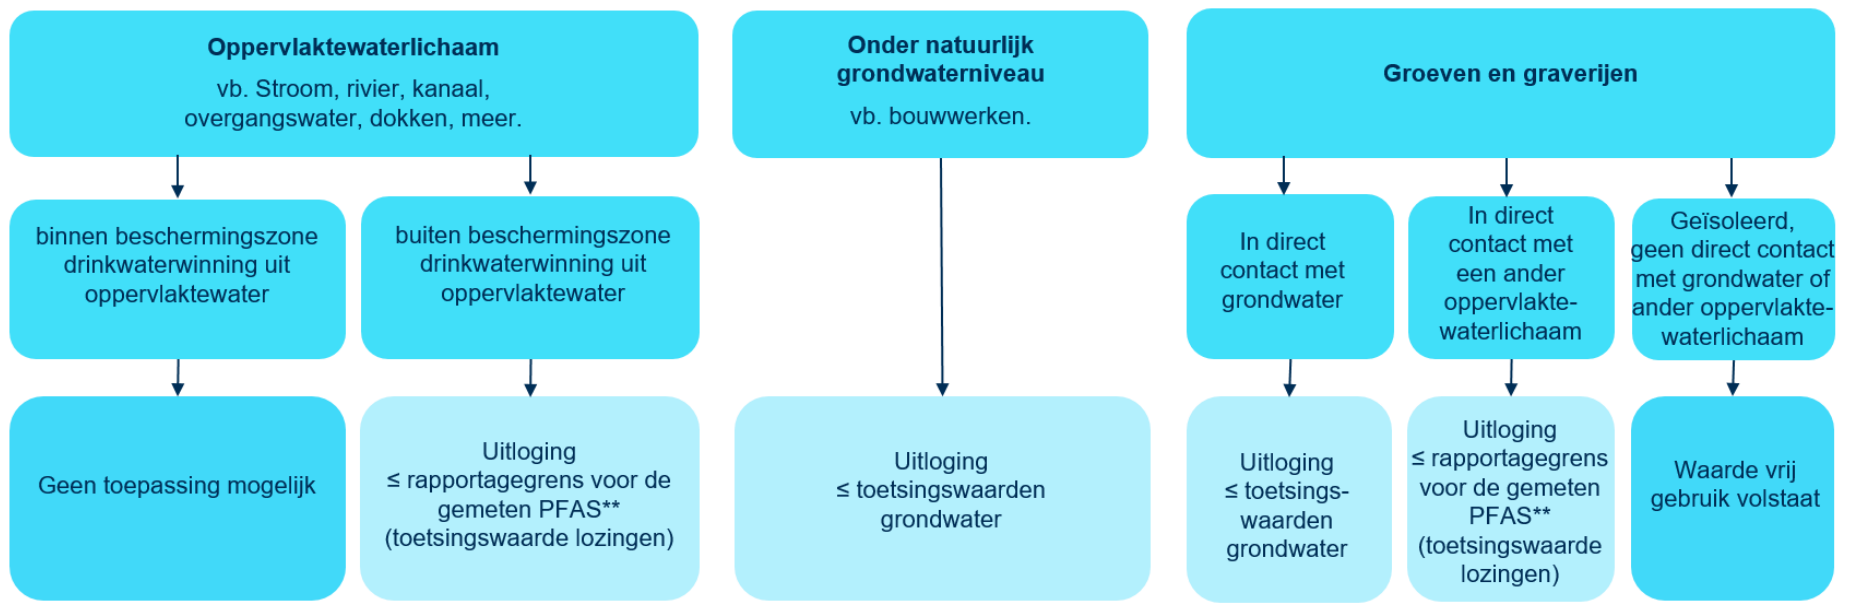 Oppervlaktewaterlichaam
vb. Stroom, rivier, kanaal,
overgangswater, dokken, meer.
Onder natuurlijk
grondwaterniveau
vb. bouwwerken.
Groeven en graverijen
binnen beschermingszone
drinkwaterwinning uit
oppervlaktewater
buiten beschermingszone
drinkwaterwinning uit
oppervlaktewater
In direct
contact met
grondwater
In direct
contact met
een ander
oppervlakte-
waterlichaam
Geïsoleerd,
geen direct contact
met grondwater of
ander oppervlakte-
waterlichaam
Geen toepassing mogelijk
Uitloging
≤ rapportagegrens voor de
gemeten PFAS**
(toetsingswaarde lozingen)
Uitloging
≤ toetsingswaarden
grondwater
Uitloging
≤ toetsings-
waarden
grondwater
Uitloging
≤ rapportagegrens
voor de gemeten
PFAS**
(toetsingswaarde
lozingen)
Waarde vrij
gebruik volstaat